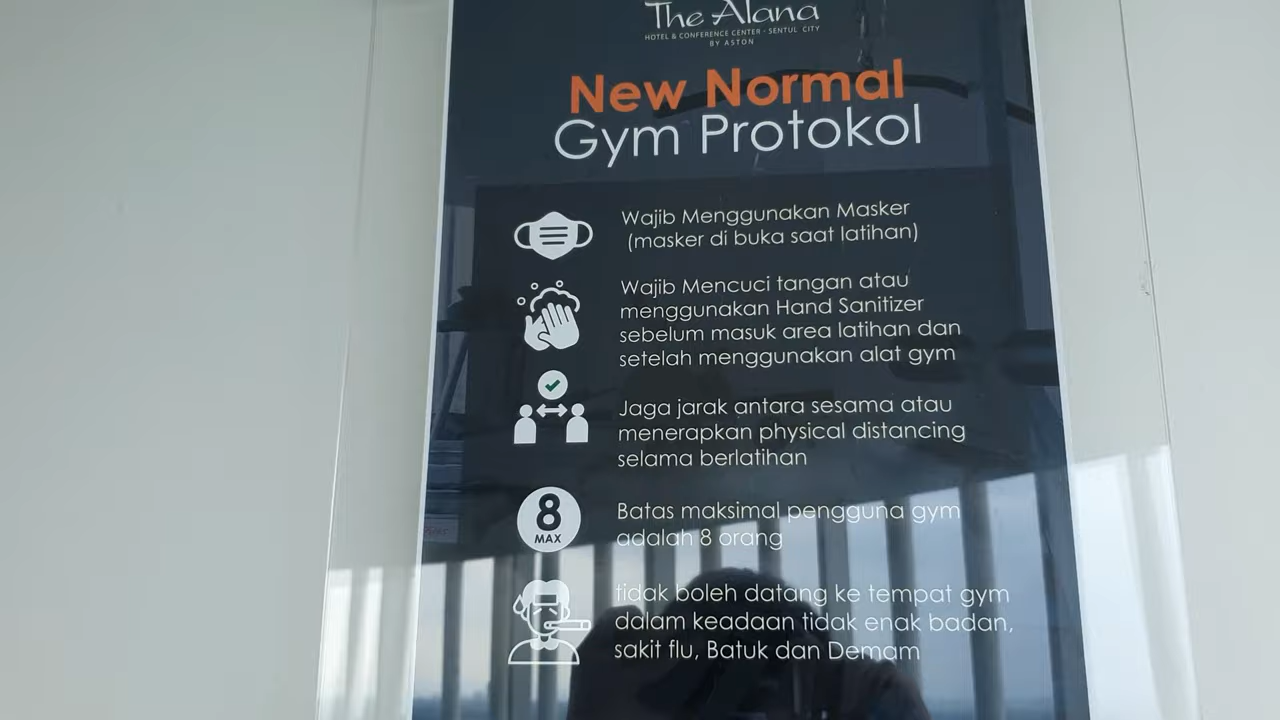 The Alana
HOTEL & CONFERENCE CENTER - SENTUL CITY
BY ASTON
New Normal
Gym Protokol
Wajib Menggunakan Masker
(masker di buka saat latihan)
Wajib Mencuci tangan atau
menggunakan Hand Sanitizer
sebelum masuk area latihan dan
setelah menggunakan alat gym
Jaga jarak antara sesama atau
menerapkan physical distancing
selama berlatihan
8
MAX
Batas maksimal pengguna gym
adalah 8 orang
tidak boleh datang ke tempat gym
dalam keadaan tidak enak badan,
sakit flu, Batuk dan Demam